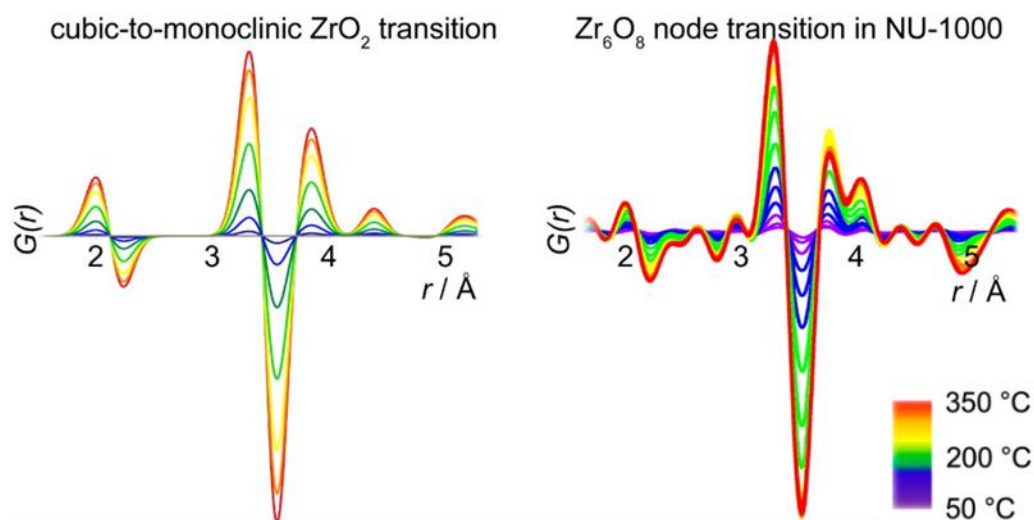 cubic-to-monoclinic ZrO₂ transition
G(r)
2 3 4 5
r / Å
Zr₆O₈ node transition in NU-1000
G(r)
2 3 4 5
r / Å
350 °C
200 °C
50 °C